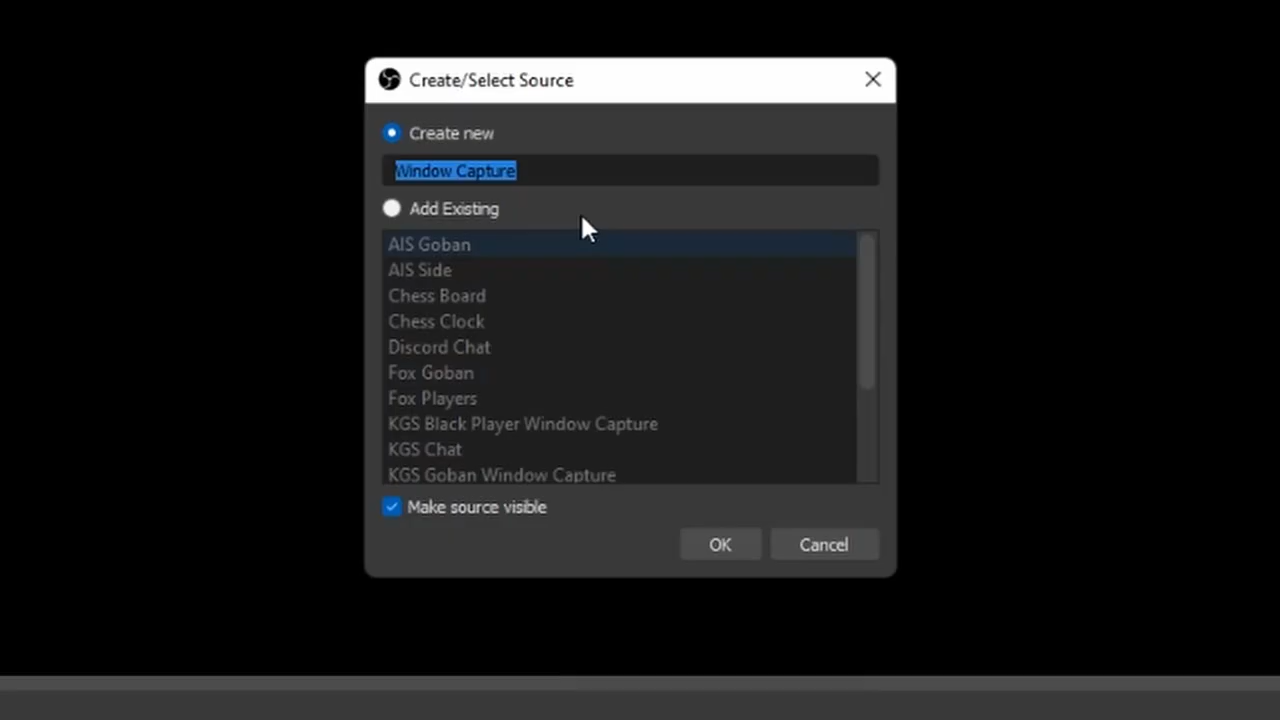 Create/Select Source
Create new
Window Capture
Add Existing
AIS Goban
AIS Side
Chess Board
Chess Clock
Discord Chat
Fox Goban
Fox Players
KGS Black Player Window Capture
KGS Chat
KGS Goban Window Capture
Make source visible
OK
Cancel